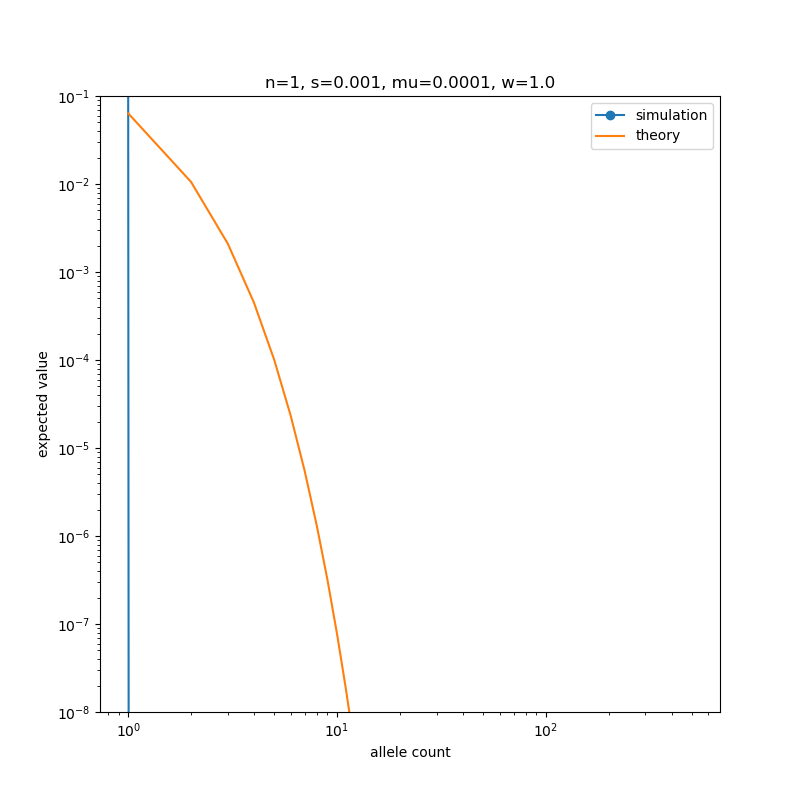 n=1, s=0.001, mu=0.0001, w=1.0
simulation
theory
expected value
10⁻¹
10⁻²
10⁻³
10⁻⁴
10⁻⁵
10⁻⁶
10⁻⁷
10⁻⁸
10⁰ 10¹ 10²
allele count